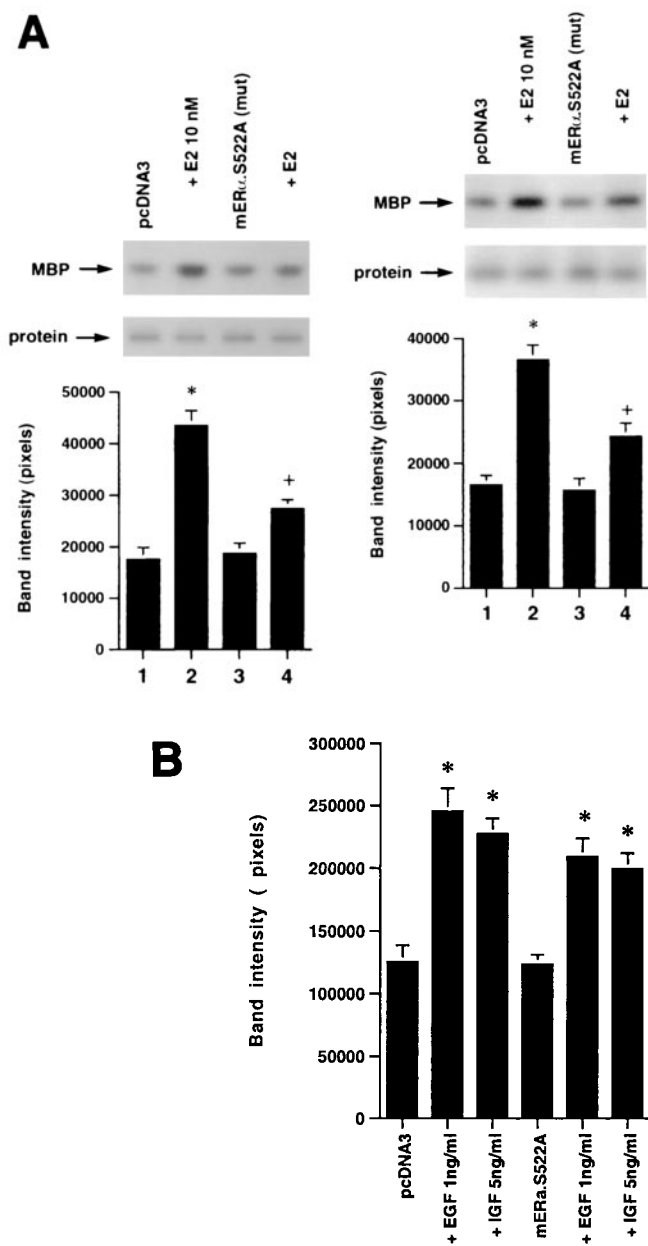 A
pcDNA3
+ E2 10 nM
mERα.S522A (mut)
+ E2
MBP
protein
Band intensity (pixels)
50000
40000
30000
20000
10000
0
*
+
1 2 3 4
pcDNA3
+ E2 10 nM
mERα.S522A (mut)
+ E2
MBP
protein
Band intensity (pixels)
40000
30000
20000
10000
0
*
+
1 2 3 4
B
Band intensity ( pixels)
300000
250000
200000
150000
100000
50000
0
* * * *
pcDNA3
+ EGF 1ng/ml
+ IGF 5ng/ml
mERa.S522A
+ EGF 1ng/ml
+ IGF 5ng/ml